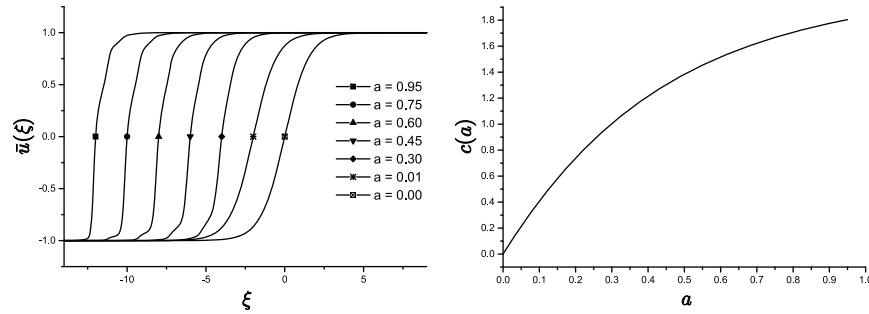 1.0
0.5
0.0
-0.5
-1.0
ū(ξ)
-10
-5
0
5
ξ
a = 0.95
a = 0.75
a = 0.60
a = 0.45
a = 0.30
a = 0.01
a = 0.00
1.8
1.6
1.4
1.2
1.0
0.8
0.6
0.4
0.2
0.0
c(a)
0.0 0.1 0.2 0.3 0.4 0.5 0.6 0.7 0.8 0.9 1.0
a